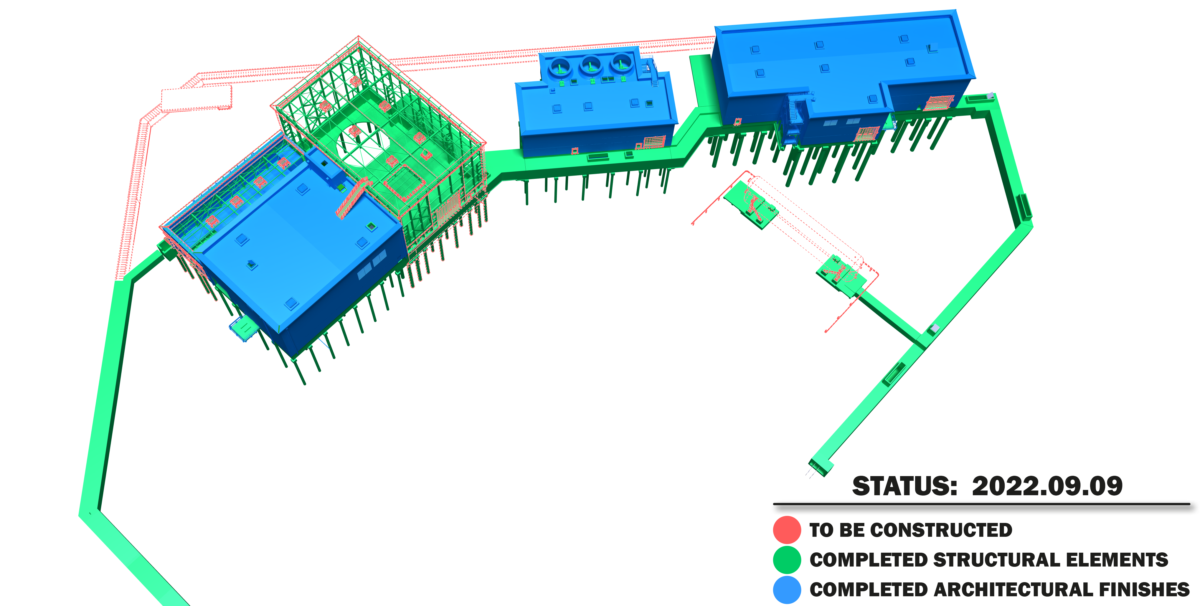 STATUS: 2022.09.09
TO BE CONSTRUCTED
COMPLETED STRUCTURAL ELEMENTS
COMPLETED ARCHITECTURAL FINISHES